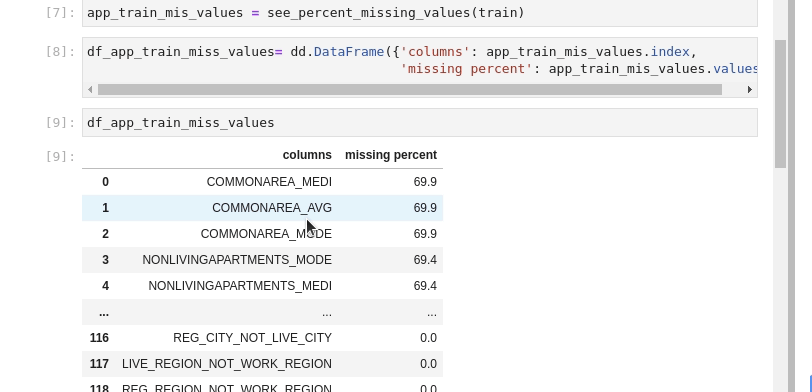 [7]: app_train_mis_values = see_percent_missing_values(train)
[8]: df_app_train_miss_values= dd.DataFrame({'columns': app_train_mis_values.index,
'missing percent': app_train_mis_values.values
[9]: df_app_train_miss_values
[9]:
columns missing percent
0 COMMONAREA_MEDI 69.9
1 COMMONAREA_AVG 69.9
2 COMMONAREA_MODE 69.9
3 NONLIVINGAPARTMENTS_MODE 69.4
4 NONLIVINGAPARTMENTS_MEDI 69.4
... ... ...
116 REG_CITY_NOT_LIVE_CITY 0.0
117 LIVE_REGION_NOT_WORK_REGION 0.0
118 REG_REGION_NOT_WORK_REGION 0.0